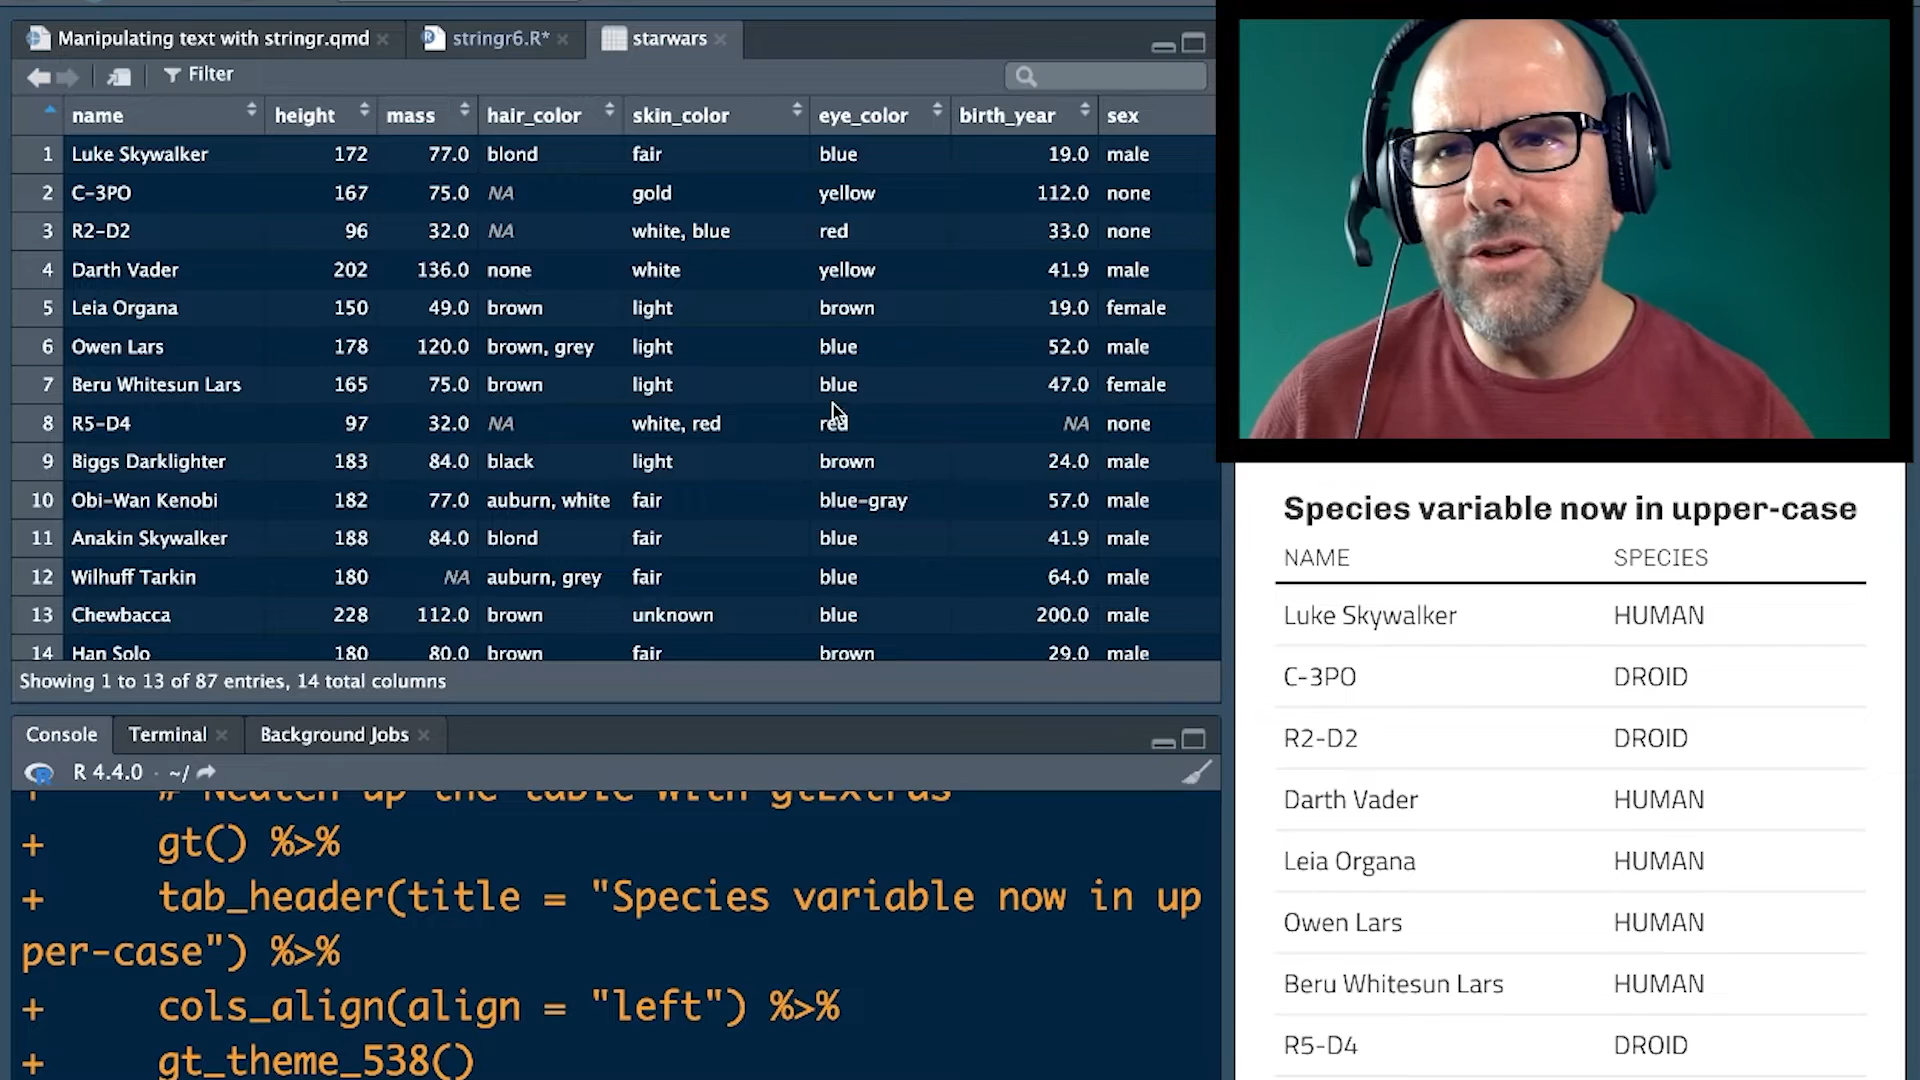 Manipulating text with stringr.qmd stringr6.R* starwars
Filter
name height mass hair_color skin_color eye_color birth_year sex
1 Luke Skywalker 172 77.0 blond fair blue 19.0 male
2 C-3PO 167 75.0 NA gold yellow 112.0 none
3 R2-D2 96 32.0 NA white, blue red 33.0 none
4 Darth Vader 202 136.0 none white yellow 41.9 male
5 Leia Organa 150 49.0 brown light brown 19.0 female
6 Owen Lars 178 120.0 brown, grey light blue 52.0 male
7 Beru Whitesun Lars 165 75.0 brown light blue 47.0 female
8 R5-D4 97 32.0 NA white, red red NA none
9 Biggs Darklighter 183 84.0 black light brown 24.0 male
10 Obi-Wan Kenobi 182 77.0 auburn, white fair blue-gray 57.0 male
11 Anakin Skywalker 188 84.0 blond fair blue 41.9 male
12 Wilhuff Tarkin 180 NA auburn, grey fair blue 64.0 male
13 Chewbacca 228 112.0 brown unknown blue 200.0 male
14 Han Solo 180 80.0 brown fair brown 29.0 male
Showing 1 to 13 of 87 entries, 14 total columns
Console Terminal Background Jobs
R 4.4.0 · ~/
+ # Neaten up the table with gtExtras
+ gt() %>%
+ tab_header(title = "Species variable now in up
per-case") %>%
+ cols_align(align = "left") %>%
+ gt_theme_538()
Species variable now in upper-case
NAME SPECIES
Luke Skywalker HUMAN
C-3PO DROID
R2-D2 DROID
Darth Vader HUMAN
Leia Organa HUMAN
Owen Lars HUMAN
Beru Whitesun Lars HUMAN
R5-D4 DROID